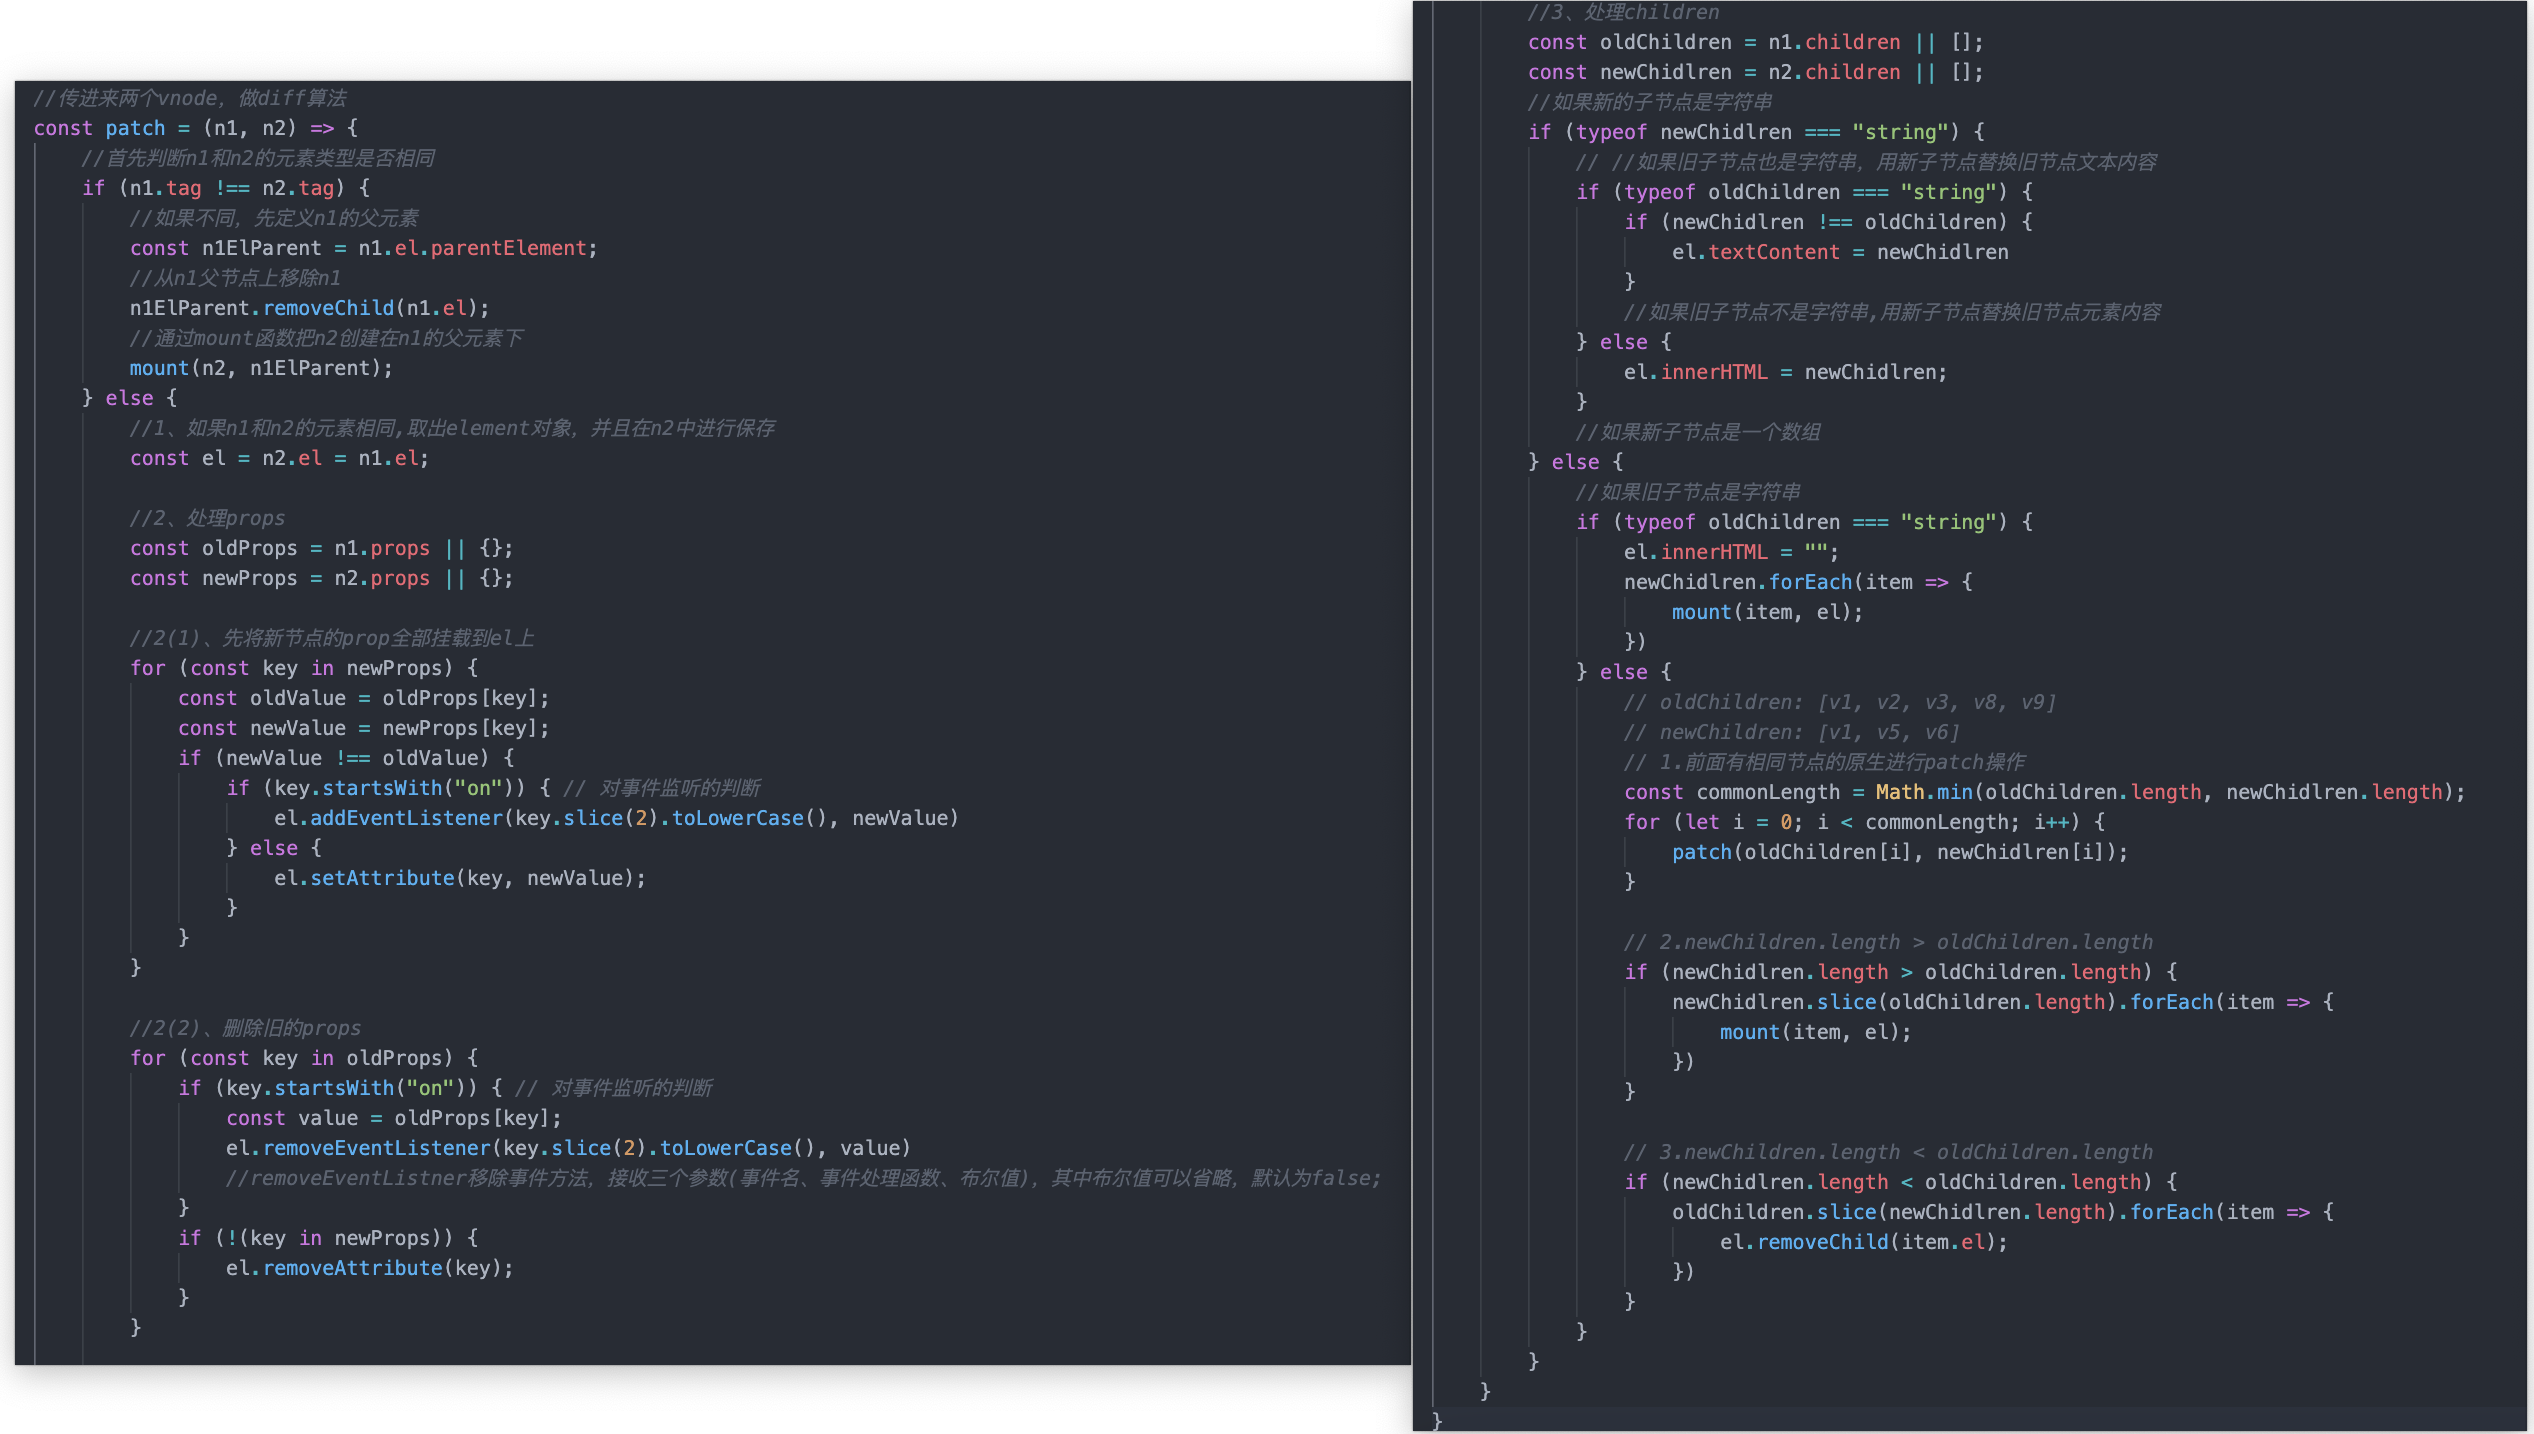 //传进来两个vnode，做diff算法
const patch = (n1, n2) => {
    //首先判断n1和n2的元素类型是否相同
    if (n1.tag !== n2.tag) {
        //如果不同，先定义n1的父元素
        const n1ElParent = n1.el.parentElement;
        //从n1父节点上移除n1
        n1ElParent.removeChild(n1.el);
        //通过mount函数把n2创建在n1的父元素下
        mount(n2, n1ElParent);
    } else {
        //1、如果n1和n2的元素相同,取出element对象，并且在n2中进行保存
        const el = n2.el = n1.el;

        //2、处理props
        const oldProps = n1.props || {};
        const newProps = n2.props || {};

        //2(1)、先将新节点的prop全部挂载到el上
        for (const key in newProps) {
            const oldValue = oldProps[key];
            const newValue = newProps[key];
            if (newValue !== oldValue) {
                if (key.startsWith("on")) { // 对事件监听的判断
                    el.addEventListener(key.slice(2).toLowerCase(), newValue)
                } else {
                    el.setAttribute(key, newValue);
                }
            }
        }

        //2(2)、删除旧的props
        for (const key in oldProps) {
            if (key.startsWith("on")) { // 对事件监听的判断
                const value = oldProps[key];
                el.removeEventListener(key.slice(2).toLowerCase(), value)
                //removeEventListner移除事件方法，接收三个参数(事件名、事件处理函数、布尔值)，其中布尔值可以省略，默认为false;
            }
            if (!(key in newProps)) {
                el.removeAttribute(key);
            }
        }
        //3、处理children
        const oldChildren = n1.children || [];
        const newChidlren = n2.children || [];
        //如果新的子节点是字符串
        if (typeof newChidlren === "string") {
            // //如果旧子节点也是字符串，用新子节点替换旧节点文本内容
            if (typeof oldChildren === "string") {
                if (newChidlren !== oldChildren) {
                    el.textContent = newChidlren
                }
                //如果旧子节点不是字符串,用新子节点替换旧节点元素内容
            } else {
                el.innerHTML = newChidlren;
            }
            //如果新子节点是一个数组
        } else {
            //如果旧子节点是字符串
            if (typeof oldChildren === "string") {
                el.innerHTML = "";
                newChidlren.forEach(item => {
                    mount(item, el);
                })
            } else {
                // oldChildren: [v1, v2, v3, v8, v9]
                // newChildren: [v1, v5, v6]
                // 1.前面有相同节点的原生进行patch操作
                const commonLength = Math.min(oldChildren.length, newChidlren.length);
                for (let i = 0; i < commonLength; i++) {
                    patch(oldChildren[i], newChidlren[i]);
                }

                // 2.newChildren.length > oldChildren.length
                if (newChidlren.length > oldChildren.length) {
                    newChidlren.slice(oldChildren.length).forEach(item => {
                        mount(item, el);
                    })
                }

                // 3.newChildren.length < oldChildren.length
                if (newChidlren.length < oldChildren.length) {
                    oldChildren.slice(newChidlren.length).forEach(item => {
                        el.removeChild(item.el);
                    })
                }
            }
        }
    }
}